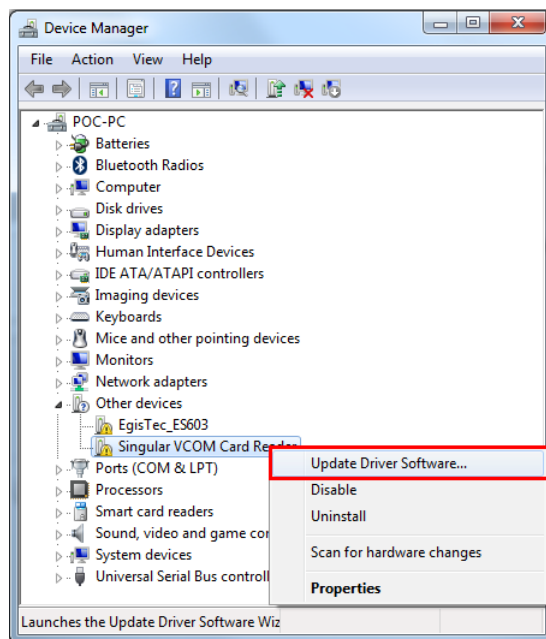 Device Manager
File Action View Help
POC-PC
Batteries
Bluetooth Radios
Computer
Disk drives
Display adapters
Human Interface Devices
IDE ATA/ATAPI controllers
Imaging devices
Keyboards
Mice and other pointing devices
Monitors
Network adapters
Other devices
EgisTec_ES603
Singular VCOM Card Reader
Update Driver Software...
Ports (COM & LPT)
Disable
Processors
Uninstall
Smart card readers
Sound, video and game cor
Scan for hardware changes
System devices
Universal Serial Bus controll
Properties
Launches the Update Driver Software Wiz